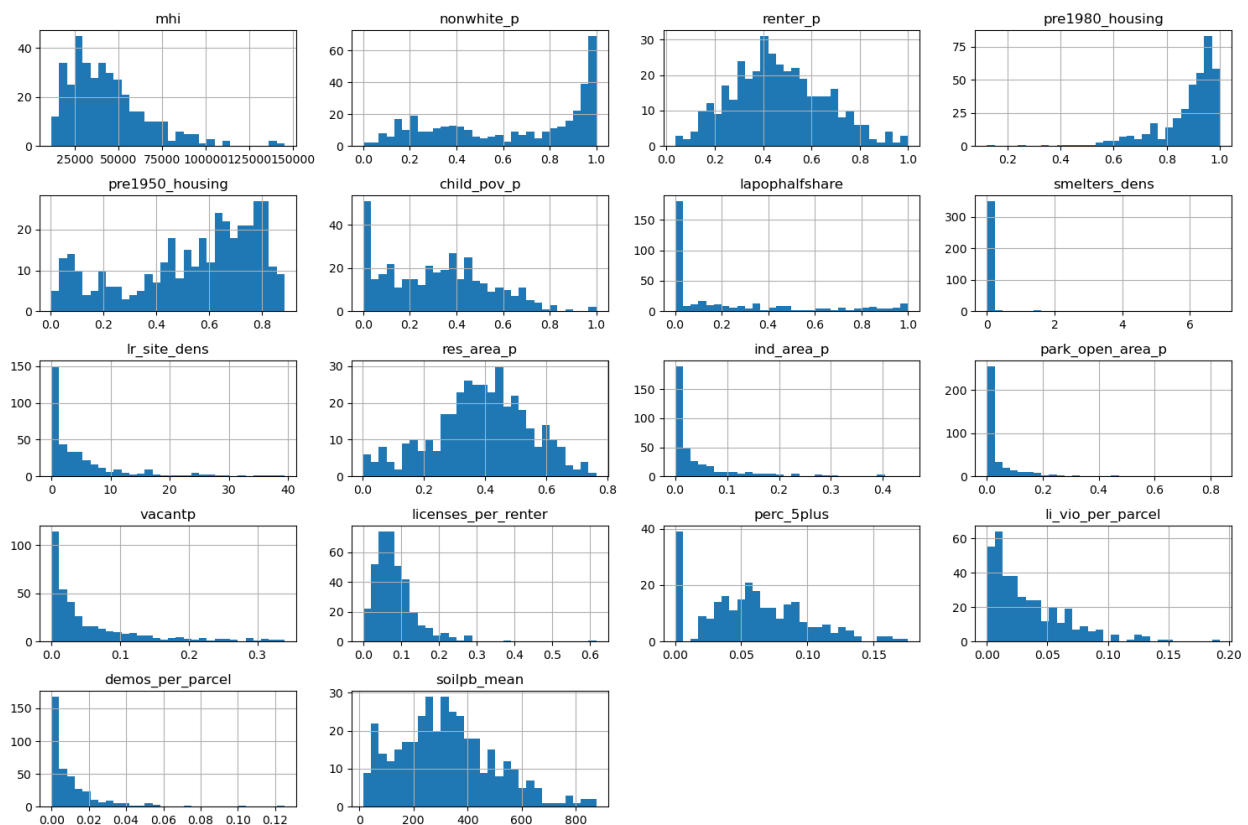 mhi
40
20
0
25000 50000 75000 100000 125000 150000
nonwhite_p
60
40
20
0
0.0 0.2 0.4 0.6 0.8 1.0
renter_p
30
20
10
0
0.2 0.4 0.6 0.8 1.0
pre1980_housing
75
50
25
0
0.2 0.4 0.6 0.8 1.0
pre1950_housing
20
10
0
0.0 0.2 0.4 0.6 0.8
child_pov_p
40
20
0
0.0 0.2 0.4 0.6 0.8 1.0
lapophalfshare
150
100
50
0
0.0 0.2 0.4 0.6 0.8 1.0
smelters_dens
300
200
100
0
0 2 4 6
lr_site_dens
150
100
50
0
0 10 20 30 40
res_area_p
30
20
10
0
0.0 0.2 0.4 0.6 0.8
ind_area_p
150
100
50
0
0.0 0.1 0.2 0.3 0.4
park_open_area_p
200
100
0
0.0 0.2 0.4 0.6 0.8
vacantp
100
50
0
0.0 0.1 0.2 0.3
licenses_per_renter
60
40
20
0
0.0 0.1 0.2 0.3 0.4 0.5 0.6
perc_5plus
40
20
0
0.00 0.05 0.10 0.15
li_vio_per_parcel
60
40
20
0
0.00 0.05 0.10 0.15 0.20
demos_per_parcel
150
100
50
0
0.00 0.02 0.04 0.06 0.08 0.10 0.12
soilpb_mean
30
20
10
0
0 200 400 600 800